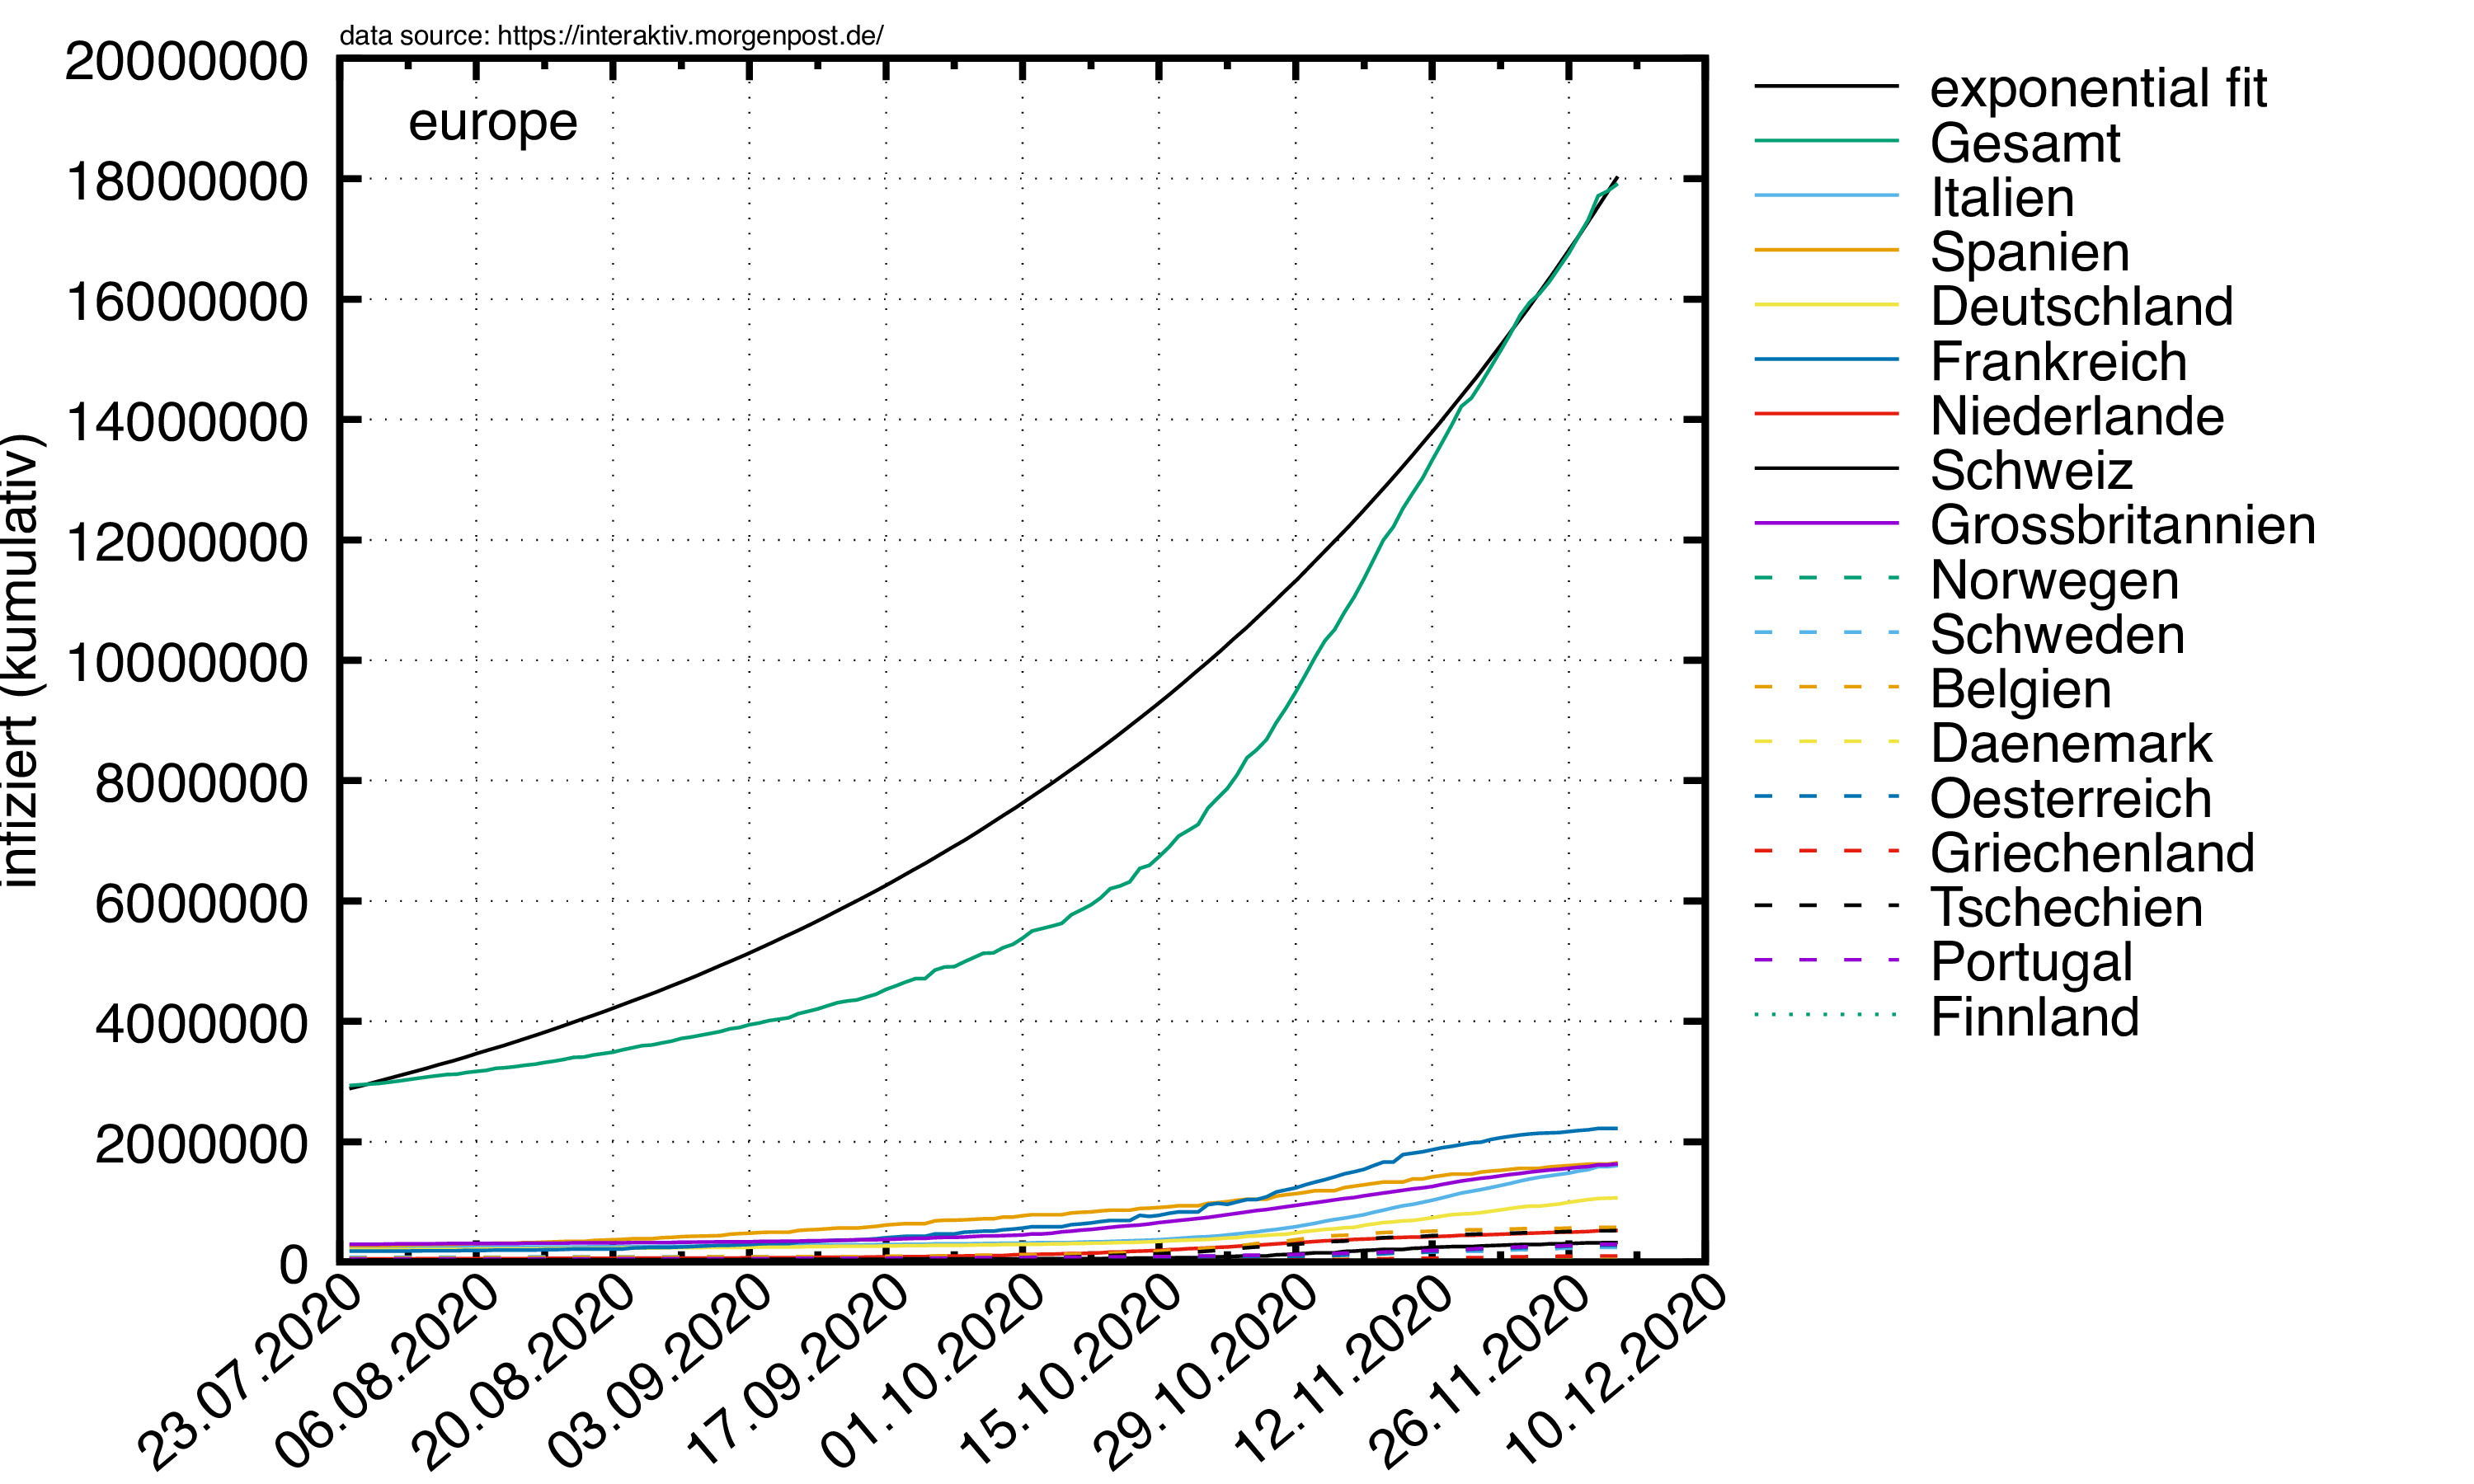 data source: https://interaktiv.morgenpost.de/
europe
infiziert (kumulativ)
20000000
18000000
16000000
14000000
12000000
10000000
8000000
6000000
4000000
2000000
0
23.07.2020
06.08.2020
20.08.2020
03.09.2020
17.09.2020
01.10.2020
15.10.2020
29.10.2020
12.11.2020
26.11.2020
10.12.2020
exponential fit
Gesamt
Italien
Spanien
Deutschland
Frankreich
Niederlande
Schweiz
Grossbritannien
Norwegen
Schweden
Belgien
Daenemark
Oesterreich
Griechenland
Tschechien
Portugal
Finnland